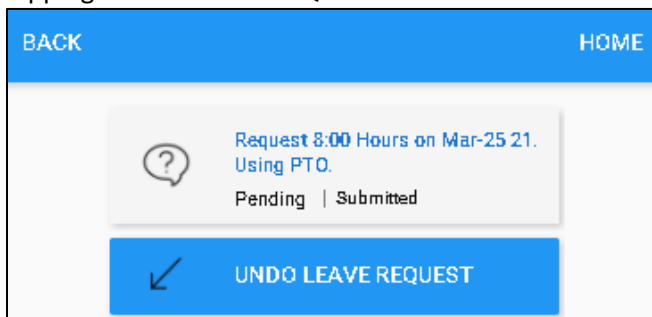 BACK HOME
Request 8:00 Hours on Mar-25 21.
Using PTO.
Pending | Submitted
UNDO LEAVE REQUEST